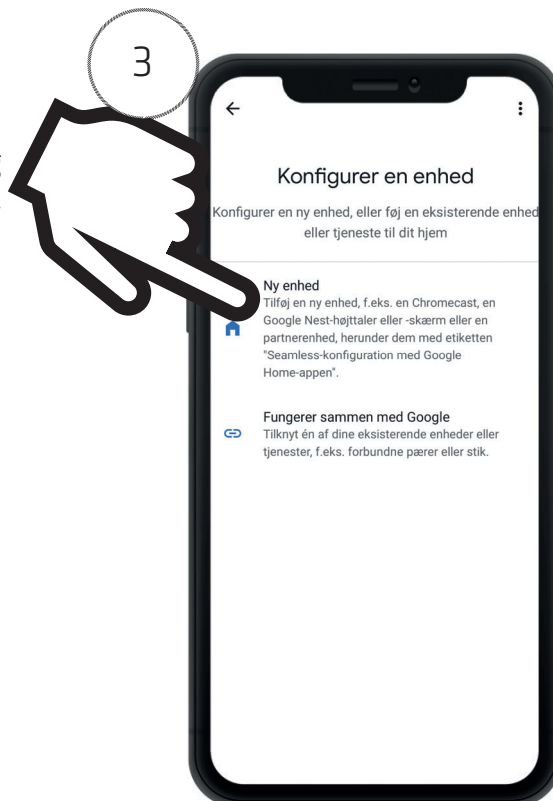 3
Konfigurer en enhed
Konfigurer en ny enhed, eller føj en eksisterende enhed
eller tjeneste til dit hjem
Ny enhed
Tilføj en ny enhed, f.eks. en Chromecast, en
Google Nest-højttaler eller -skærm eller en
partnerenhed, herunder dem med etiketten
"Seamless-konfiguration med Google
Home-appen".
Fungerer sammen med Google
Tilknyt én af dine eksisterende enheder eller
tjenester, f.eks. forbundne pærer eller stik.